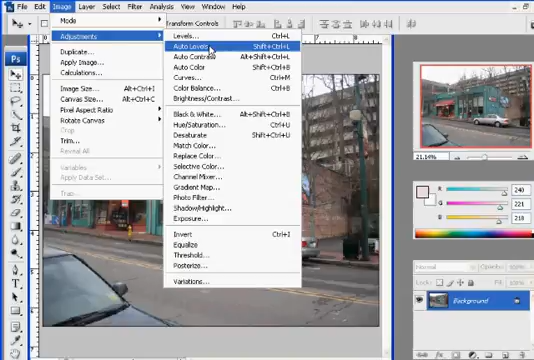 File Edit Image Layer Select Filter Analysis View Window Help
Transform Controls
Mode
Adjustments
Duplicate...
Apply Image...
Calculations...
Image Size... Alt+Ctrl+I
Canvas Size... Alt+Ctrl+C
Pixel Aspect Ratio
Rotate Canvas
Crop
Trim...
Reveal All
Variables
Apply Data Set...
Trap...
Levels... Ctrl+L
Auto Levels Shift+Ctrl+L
Auto Contrast Alt+Shift+Ctrl+L
Auto Color Shift+Ctrl+B
Curves... Ctrl+M
Color Balance... Ctrl+B
Brightness/Contrast...
Black & White... Alt+Shift+Ctrl+B
Hue/Saturation... Ctrl+U
Desaturate Shift+Ctrl+U
Match Color...
Replace Color...
Selective Color...
Channel Mixer...
Gradient Map...
Photo Filter...
Shadow/Highlight...
Exposure...
Invert Ctrl+I
Equalize
Threshold...
Posterize...
Variations...
Ps
21.14%
R 240
G 221
B 218
Normal Opacity:
Lock: Fill:
Background